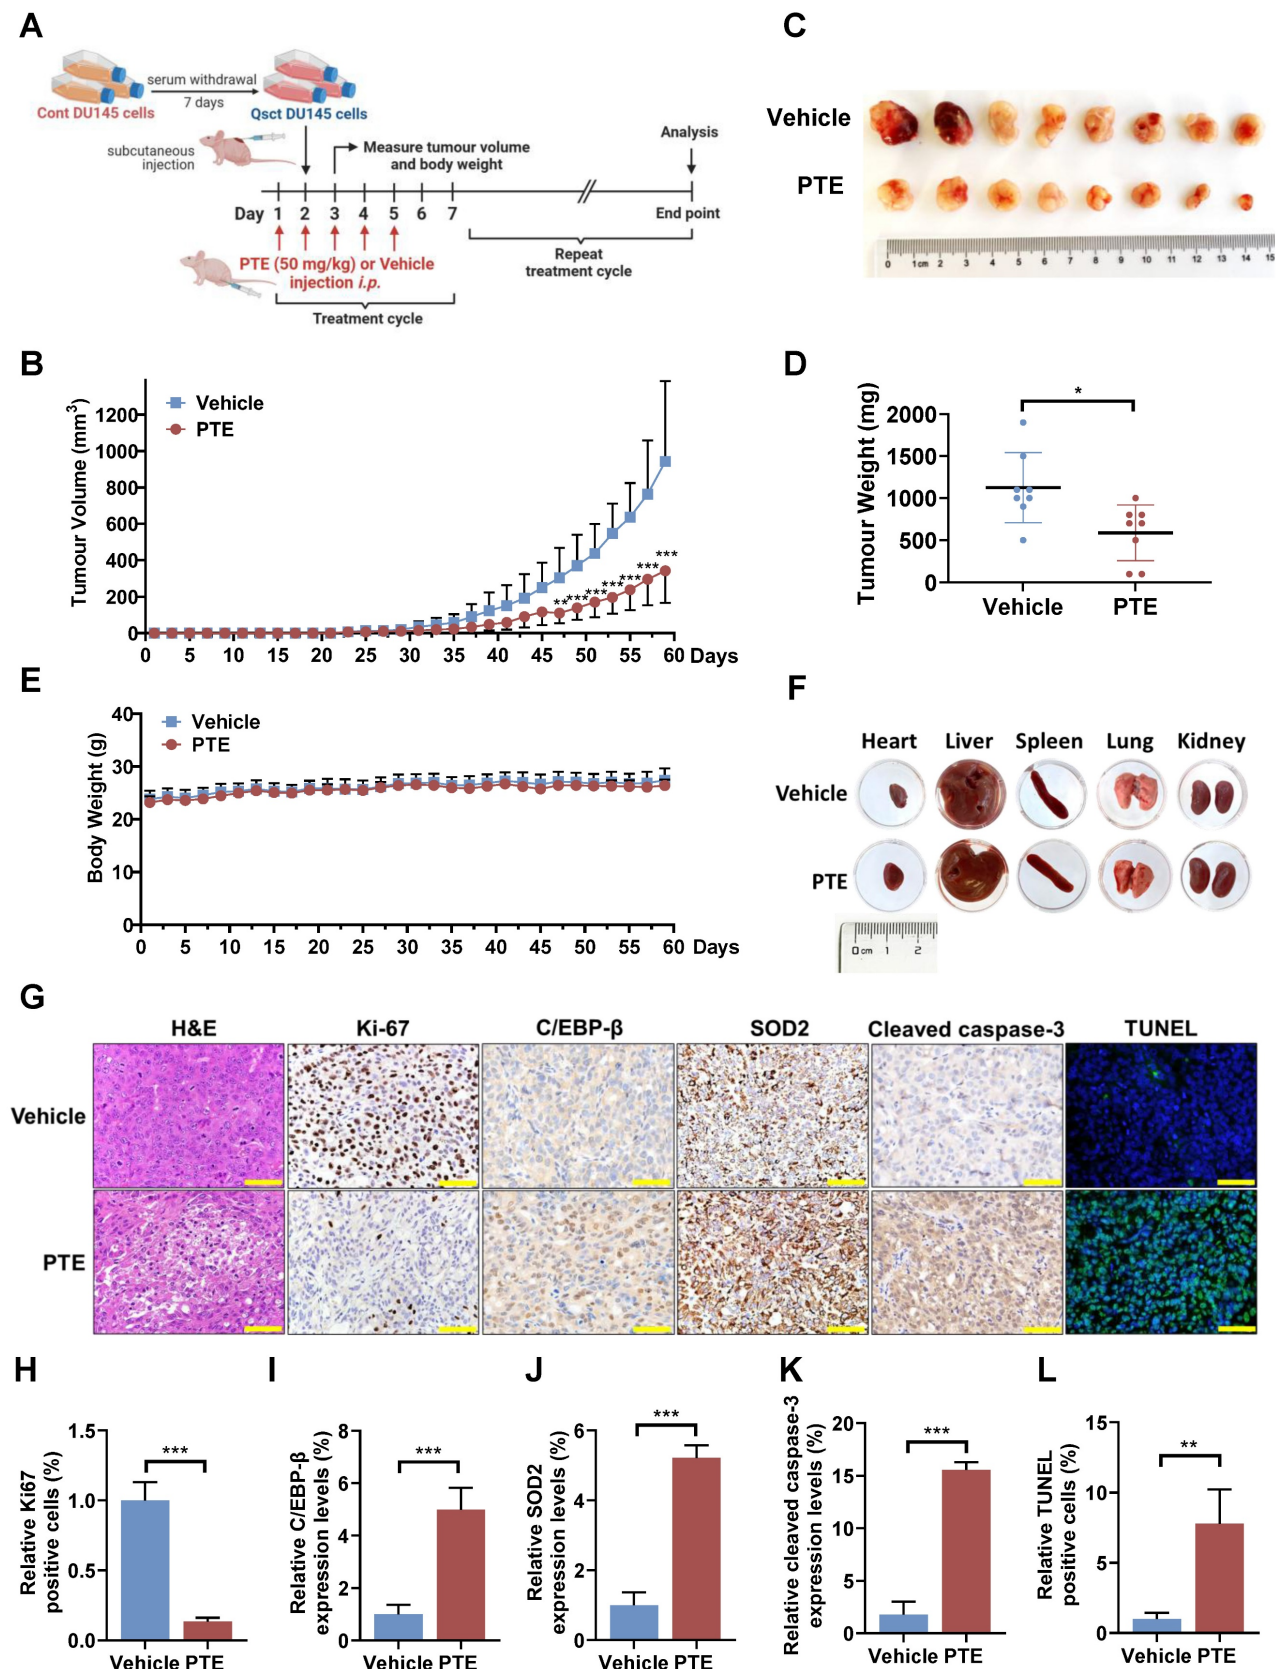 A
Cont DU145 cells
serum withdrawal
7 days
Qsct DU145 cells
subcutaneous
injection
Measure tumour volume
and body weight
Analysis
Day 1 2 3 4 5 6 7
End point
PTE (50 mg/kg) or Vehicle
injection i.p.
Treatment cycle
Repeat
treatment cycle
C
Vehicle
PTE
0 1cm 2 3 4 5 6 7 8 9 10 11 12 13 14 15
B
Tumour Volume (mm3)
Vehicle
PTE
1200
1000
800
600
400
200
0
** *** *** *** *** *** ***
0 5 10 15 20 25 30 35 40 45 50 55 60 Days
D
Tumour Weight (mg)
2000
1500
1000
500
0
*
Vehicle PTE
E
Body Weight (g)
Vehicle
PTE
40
30
20
10
0
0 5 10 15 20 25 30 35 40 45 50 55 60 Days
F
Heart Liver Spleen Lung Kidney
Vehicle
PTE
0 cm 1 2
G
H&E Ki-67 C/EBP-β SOD2 Cleaved caspase-3 TUNEL
Vehicle
PTE
H
Relative Ki67
positive cells (%)
1.5
1.0
0.5
0.0
***
Vehicle PTE
I
Relative C/EBP-β
expression levels (%)
8
6
4
2
0
***
Vehicle PTE
J
Relative SOD2
expression levels (%)
6
4
2
0
***
Vehicle PTE
K
Relative cleaved caspase-3
expression levels (%)
20
15
10
5
0
***
Vehicle PTE
L
Relative TUNEL
positive cells (%)
15
10
5
0
**
Vehicle PTE